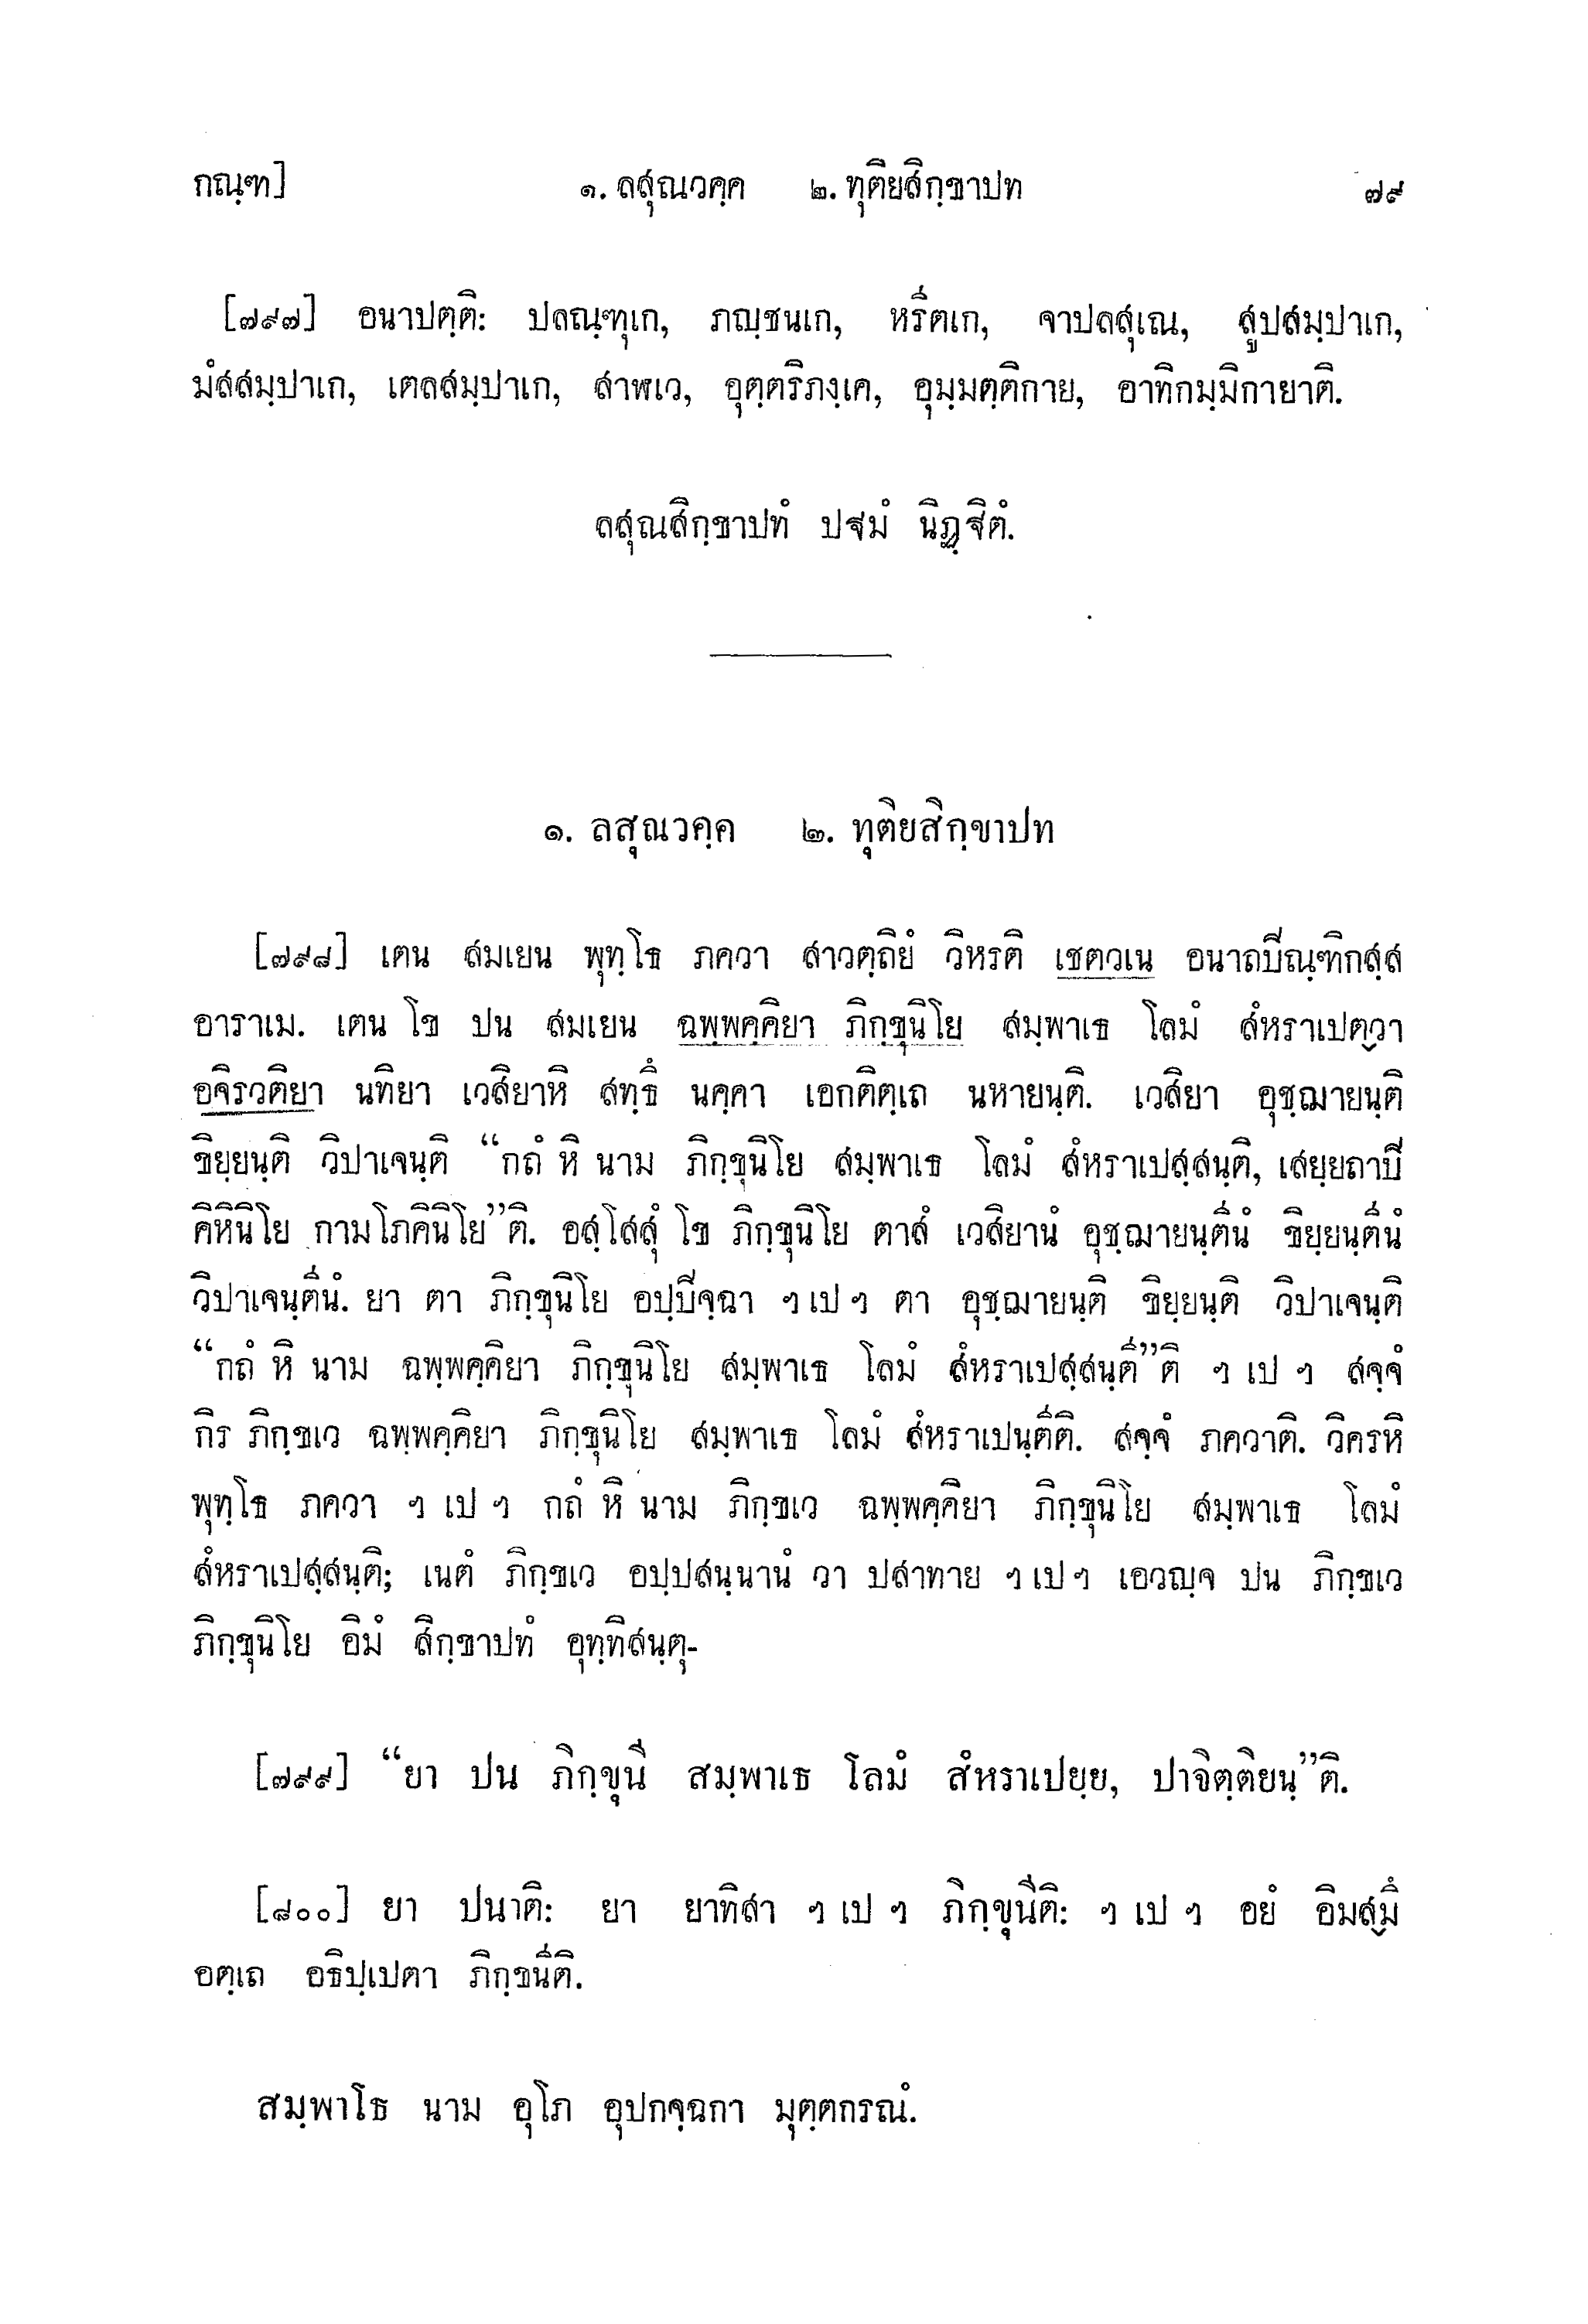 กณฺฑ] ๑. ลสุณวคฺค ๒. ทุติยสิกฺขาปท ๗๙
[๗๙๗] อนาปตฺติ: ปลณฺฑุเก, ภญฺชนเก, หรีตเก, จาปลสุเณ, สูปสมฺปาเก,
มํสสมฺปาเก, เตลสมฺปาเก, สาฬเว, อุตฺตริภงฺเค, อุมฺมตฺติกาย, อาทิกมฺมิกายาติ.
ลสุณสิกฺขาปทํ ปฐมํ นิฏฺฐิตํ.
๑. ลสุณวคฺค ๒. ทุติยสิกฺขาปท
[๗๙๘] เตน สมเยน พุทฺโธ ภควา สาวตฺถิยํ วิหรติ เชตวเน อนาถปิณฺฑิกสฺส
อาราเม. เตน โข ปน สมเยน ฉพฺพคฺคิยา ภิกฺขุนิโย สมฺพาเธ โลมํ สํหราเปตฺวา
อจิรวติยา นทิยา เวสิยาหิ สทฺธึ นคฺคา เอกติตฺเถ นหายนฺติ. เวสิยา อุชฺฌายนฺติ
ขิยฺยนฺติ วิปาเจนฺติ “กถํ หิ นาม ภิกฺขุนิโย สมฺพาเธ โลมํ สํหราเปสฺสนฺติ, เสยฺยถาปิ
คิหินิโย กามโภคินิโย”ติ. อสฺโสสุํ โข ภิกฺขุนิโย ตาสํ เวสิยานํ อุชฺฌายนฺตีนํ ขิยฺยนฺตีนํ
วิปาเจนฺตีนํ. ยา ตา ภิกฺขุนิโย อปฺปิจฺฉา ฯ เป ฯ ตา อุชฺฌายนฺติ ขิยฺยนฺติ วิปาเจนฺติ
“กถํ หิ นาม ฉพฺพคฺคิยา ภิกฺขุนิโย สมฺพาเธ โลมํ สํหราเปสฺสนฺตี”ติ ฯ เป ฯ สจฺจํ
กิร ภิกฺขเว ฉพฺพคฺคิยา ภิกฺขุนิโย สมฺพาเธ โลมํ สํหราเปนฺตีติ. สจฺจํ ภควาติ. วิครหิ
พุทฺโธ ภควา ฯ เป ฯ กถํ หิ นาม ภิกฺขเว ฉพฺพคฺคิยา ภิกฺขุนิโย สมฺพาเธ โลมํ
สํหราเปสฺสนฺติ; เนตํ ภิกฺขเว อปฺปสนฺนานํ วา ปสาทาย ฯ เป ฯ เอวญฺจ ปน ภิกฺขเว
ภิกฺขุนิโย อิมํ สิกฺขาปทํ อุทฺทิสนฺตุ-
[๗๙๙] “ยา ปน ภิกฺขุนี สมฺพาเธ โลมํ สํหราเปยฺย, ปาจิตฺติยนฺ”ติ.
[๘๐๐] ยา ปนาติ: ยา ยาทิสา ฯ เป ฯ ภิกฺขุนีติ: ฯ เป ฯ อยํ อิมสฺมึ
อตฺเถ อธิปฺเปตา ภิกฺขนีติ.
สมฺพาโธ นาม อุโภ อุปกจฺฉกา มุตฺตกรณํ.